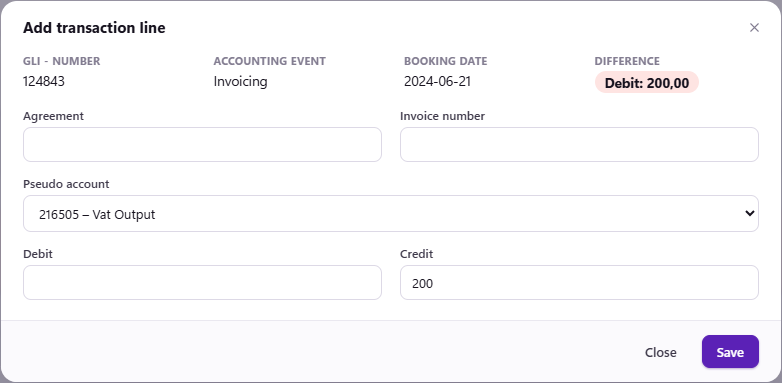 Add transaction line
GLI - NUMBER ACCOUNTING EVENT BOOKING DATE DIFFERENCE
124843 Invoicing 2024-06-21 Debit: 200,00
Agreement Invoice number
Pseudo account
216505 – Vat Output
Debit Credit
200
Close Save